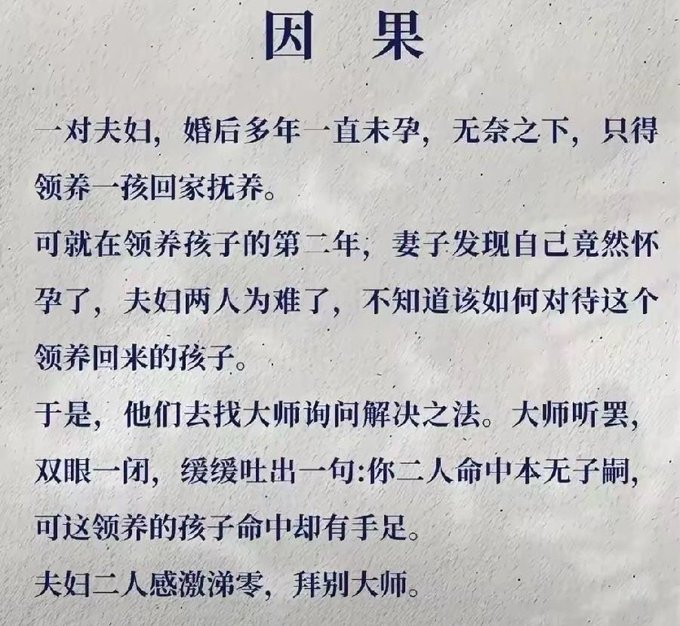 因 果
一对夫妇，婚后多年一直未孕，无奈之下，只得
领养一孩回家抚养。
可就在领养孩子的第二年，妻子发现自己竟然怀
孕了，夫妇两人为难了，不知道该如何对待这个
领养回来的孩子。
于是，他们去找大师询问解决之法。大师听罢，
双眼一闭，缓缓吐出一句:你二人命中本无子嗣，
可这领养的孩子命中却有手足。
夫妇二人感激涕零，拜别大师。